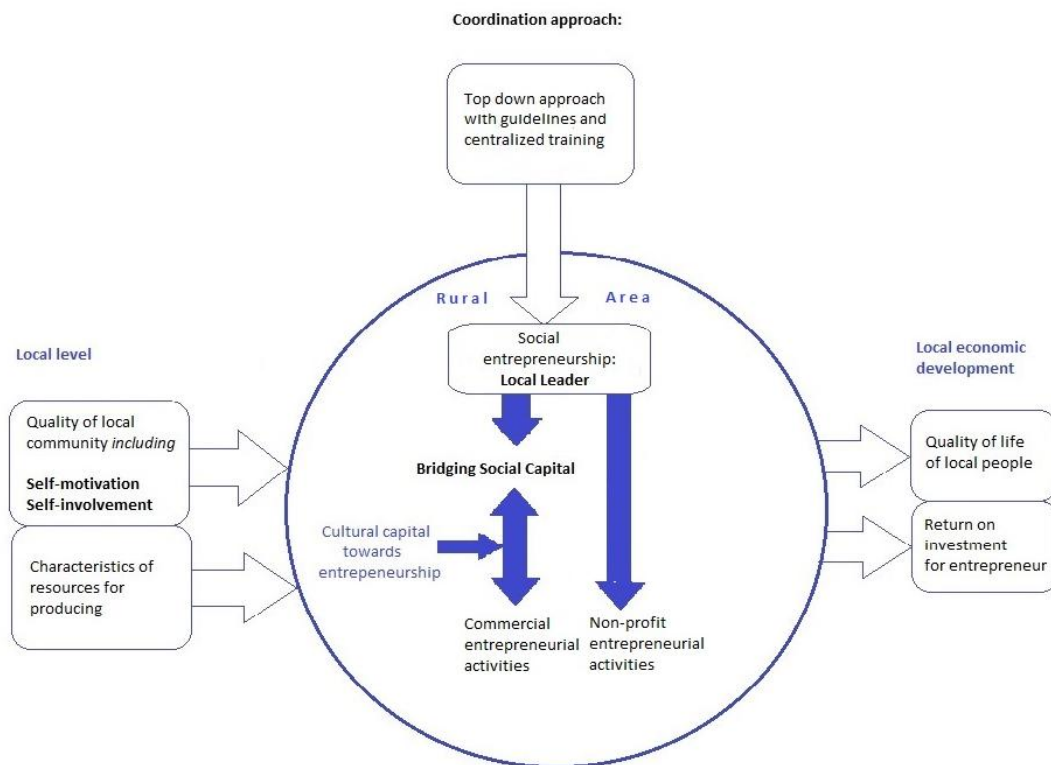 Coordination approach:
Top down approach
with guidelines and
centralized training
Rural Area
Social
entrepreneurship:
Local Leader
Local level
Quality of local
community including
Self-motivation
Self-involvement
Characteristics of
resources for
producing
Bridging Social Capital
Cultural capital
towards
entrepeneurship
Commercial
entrepreneurial
activities
Non-profit
entrepreneurial
activities
Local economic
development
Quality of life
of local people
Return on
investment
for entrepreneur